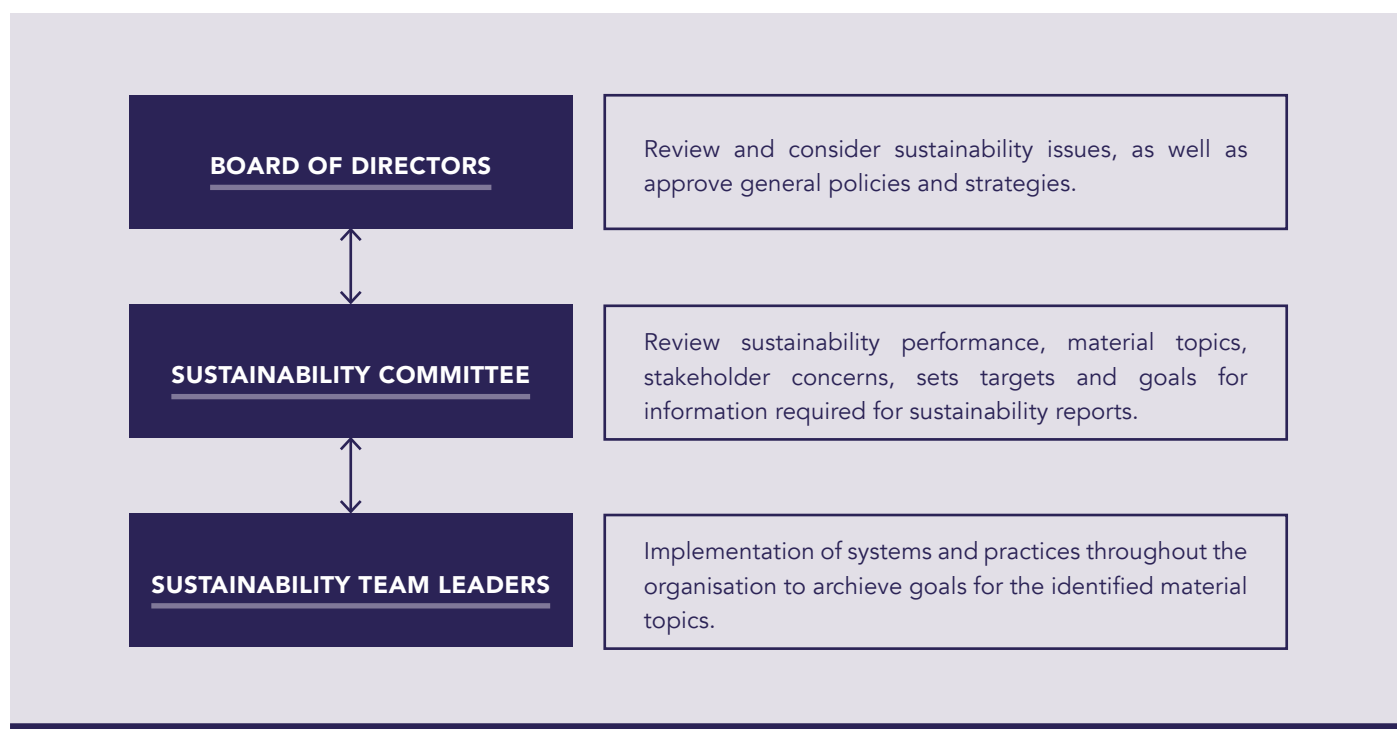 BOARD OF DIRECTORS
Review and consider sustainability issues, as well as
approve general policies and strategies.
SUSTAINABILITY COMMITTEE
Review sustainability performance, material topics,
stakeholder concerns, sets targets and goals for
information required for sustainability reports.
SUSTAINABILITY TEAM LEADERS
Implementation of systems and practices throughout the
organisation to archieve goals for the identified material
topics.